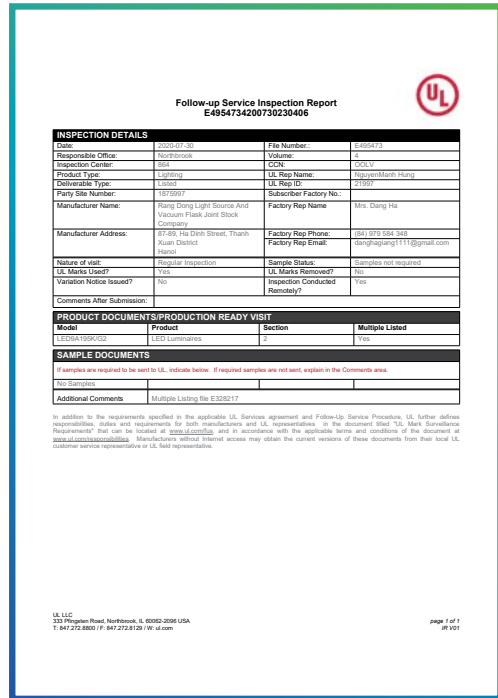 UL
Follow-up Service Inspection Report
E4954734200730230406
INSPECTION DETAILS
Date: 2020-07-30 File Number.: E495473
Responsible Office: Northbrook Volume: 4
Inspection Center: 864 CCN: OOLV
Product Type: Lighting UL Rep Name: NguyenManh Hung
Deliverable Type: Listed UL Rep ID: 21997
Party Site Number: 1875997 Subscriber Factory No.:
Manufacturer Name: Rang Dong Light Source And Factory Rep Name Mrs. Dang Ha
Vacuum Flask Joint Stock
Company
Manufacturer Address: 87-89, Ha Dinh Street, Thanh Factory Rep Phone: (84) 979 584 348
Xuan District Factory Rep Email: danghagiang1111@gmail.com
Hanoi
Nature of visit: Regular Inspection Sample Status: Samples not required
UL Marks Used? Yes UL Marks Removed? No
Variation Notice Issued? No Inspection Conducted Yes
Remotely?
Comments After Submission:
PRODUCT DOCUMENTS/PRODUCTION READY VISIT
Model Product Section Multiple Listed
LED9A195K/G2 LED Luminaires 2 Yes
SAMPLE DOCUMENTS
If samples are required to be sent to UL, indicate below. If required samples are not sent, explain in the Comments area.
No Samples
Additional Comments Multiple Listing file E328217
In addition to the requirements specified in the applicable UL Services agreement and Follow-Up Service Procedure, UL further defines
responsibilities, duties and requirements for both manufacturers and UL representatives in the document titled "UL Mark Surveillance
Requirements" that can be located at www.ul.com/fus, and in accordance with the applicable terms and conditions of the document at
www.ul.com/responsibilities. Manufacturers without Internet access may obtain the current versions of these documents from their local UL
customer service representative or UL field representative.
UL LLC
333 Pfingsten Road, Northbrook, IL 60062-2096 USA page 1 of 1
T: 847.272.8800 / F: 847.272.8129 / W: ul.com IR V01